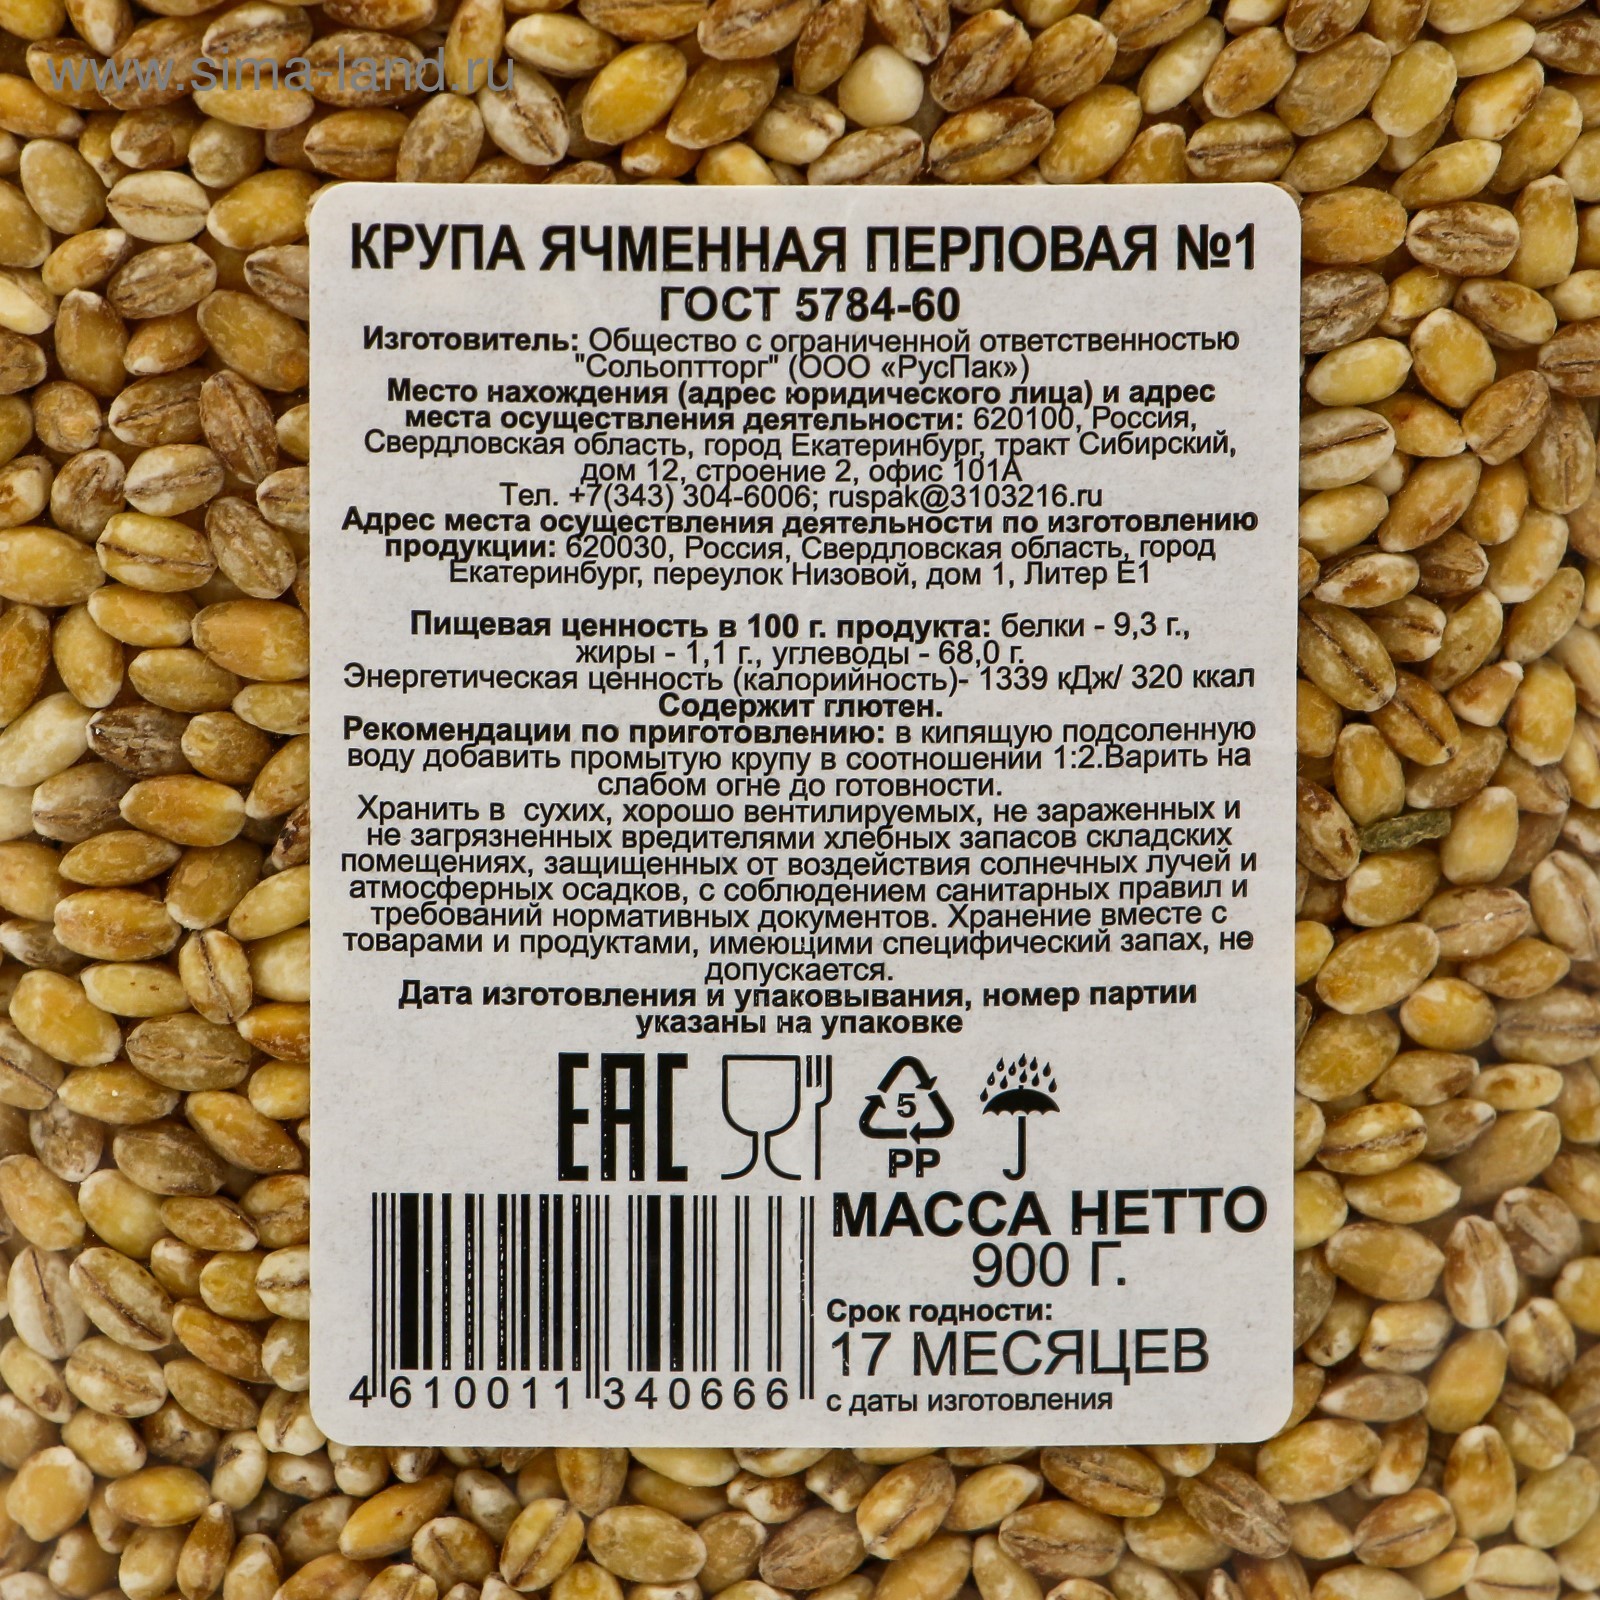 www.sima-land.ru
КРУПА ЯЧМЕННАЯ ПЕРЛОВАЯ №1
ГОСТ 5784-60
Изготовитель: Общество с ограниченной ответственностью
"Сольоптторг" (ООО «РусПак»)
Место нахождения (адрес юридического лица) и адрес
места осуществления деятельности: 620100, Россия,
Свердловская область, город Екатеринбург, тракт Сибирский,
дом 12, строение 2, офис 101А
Тел. +7(343) 304-6006; ruspak@3103216.ru
Адрес места осуществления деятельности по изготовлению
продукции: 620030, Россия, Свердловская область, город
Екатеринбург, переулок Низовой, дом 1, Литер Е1
Пищевая ценность в 100 г. продукта: белки - 9,3 г.,
жиры - 1,1 г., углеводы - 68,0 г.
Энергетическая ценность (калорийность)- 1339 кДж/ 320 ккал
Содержит глютен.
Рекомендации по приготовлению: в кипящую подсоленную
воду добавить промытую крупу в соотношении 1:2.Варить на
слабом огне до готовности.
Хранить в сухих, хорошо вентилируемых, не зараженных и
не загрязненных вредителями хлебных запасов складских
помещениях, защищенных от воздействия солнечных лучей и
атмосферных осадков, с соблюдением санитарных правил и
требований нормативных документов. Хранение вместе с
товарами и продуктами, имеющими специфический запах, не
допускается.
Дата изготовления и упаковывания, номер партии
указаны на упаковке
ЕАС
5
PP
МАССА НЕТТО
900 Г.
Срок годности:
17 МЕСЯЦЕВ
с даты изготовления
4 610011 340666